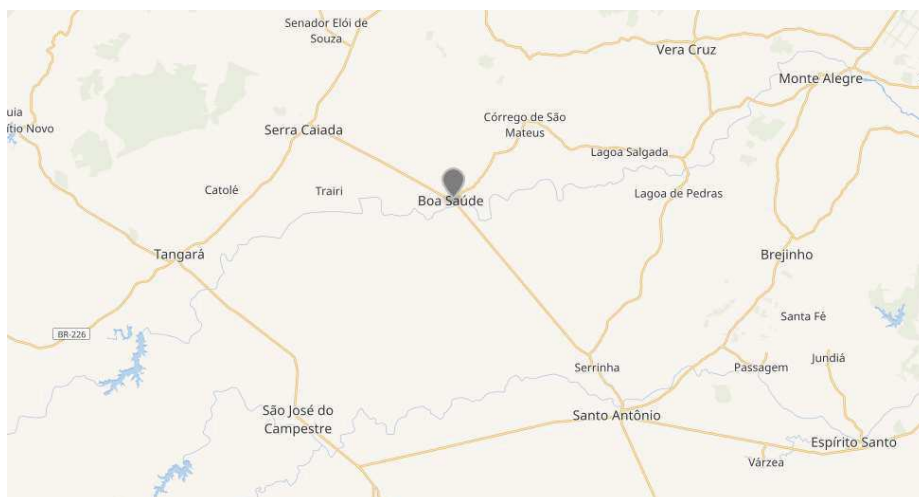 Senador Elói de
Souza
Vera Cruz
Monte Alegre
uia
ítio Novo
Serra Caiada
Córrego de São
Mateus
Lagoa Salgada
Catolé
Trairi
Boa Saúde
Lagoa de Pedras
Tangará
Brejinho
Santa Fé
BR-226
Serrinha
Passagem
Jundiá
São José do
Campestre
Santo Antônio
Espírito Santo
Várzea